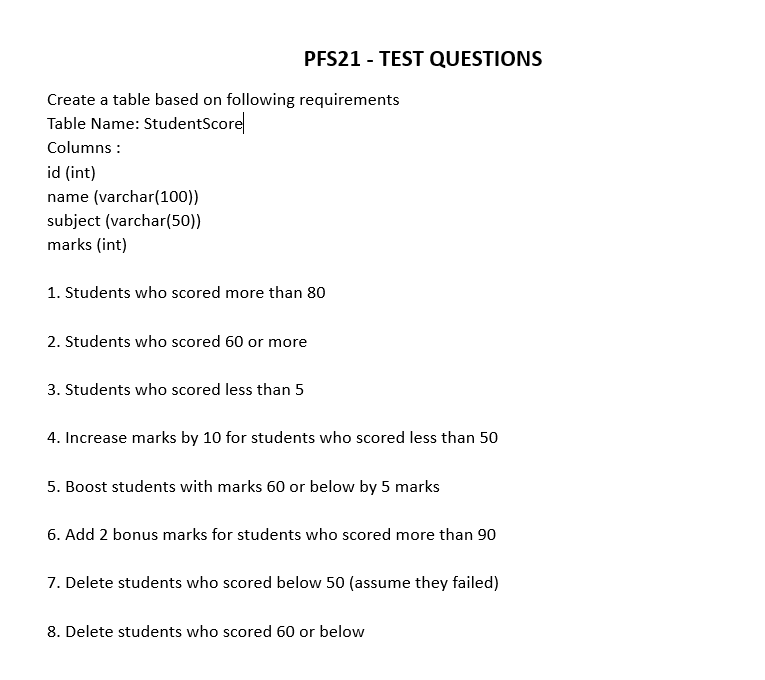 PFS21 - TEST QUESTIONS
Create a table based on following requirements
Table Name: StudentScore
Columns :
id (int)
name (varchar(100))
subject (varchar(50))
marks (int)
1. Students who scored more than 80
2. Students who scored 60 or more
3. Students who scored less than 5
4. Increase marks by 10 for students who scored less than 50
5. Boost students with marks 60 or below by 5 marks
6. Add 2 bonus marks for students who scored more than 90
7. Delete students who scored below 50 (assume they failed)
8. Delete students who scored 60 or below